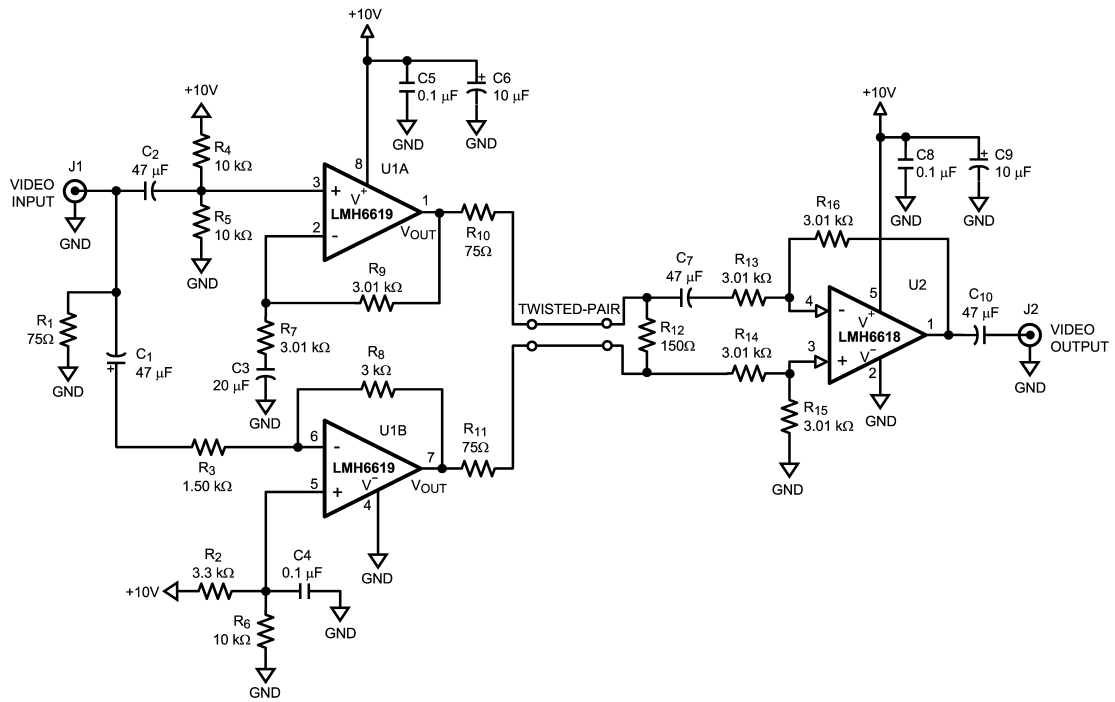 +10V
C5
0.1 µF
C6
10 µF
+
GND
GND
+10V
R4
10 kΩ
J1
VIDEO
INPUT
GND
C2
47 µF
R5
10 kΩ
GND
8
U1A
3
+
V+
LMH6619
1
2
-
VOUT
R10
75Ω
R9
3.01 kΩ
R1
75Ω
GND
C1
47 µF
+
R7
3.01 kΩ
C3
20 µF
GND
R8
3 kΩ
R3
1.50 kΩ
6
-
U1B
LMH6619
7
5
+
V−
4
VOUT
R11
75Ω
GND
R2
3.3 kΩ
+10V
C4
0.1 µF
GND
R6
10 kΩ
GND
TWISTED-PAIR
R12
150Ω
C7
47 µF
R13
3.01 kΩ
R14
3.01 kΩ
R15
3.01 kΩ
GND
R16
3.01 kΩ
+10V
C8
0.1 µF
GND
+
C9
10 µF
GND
5
U2
4
-
V+
LMH6618
1
3
+
V−
2
GND
C10
47 µF
J2
VIDEO
OUTPUT
GND